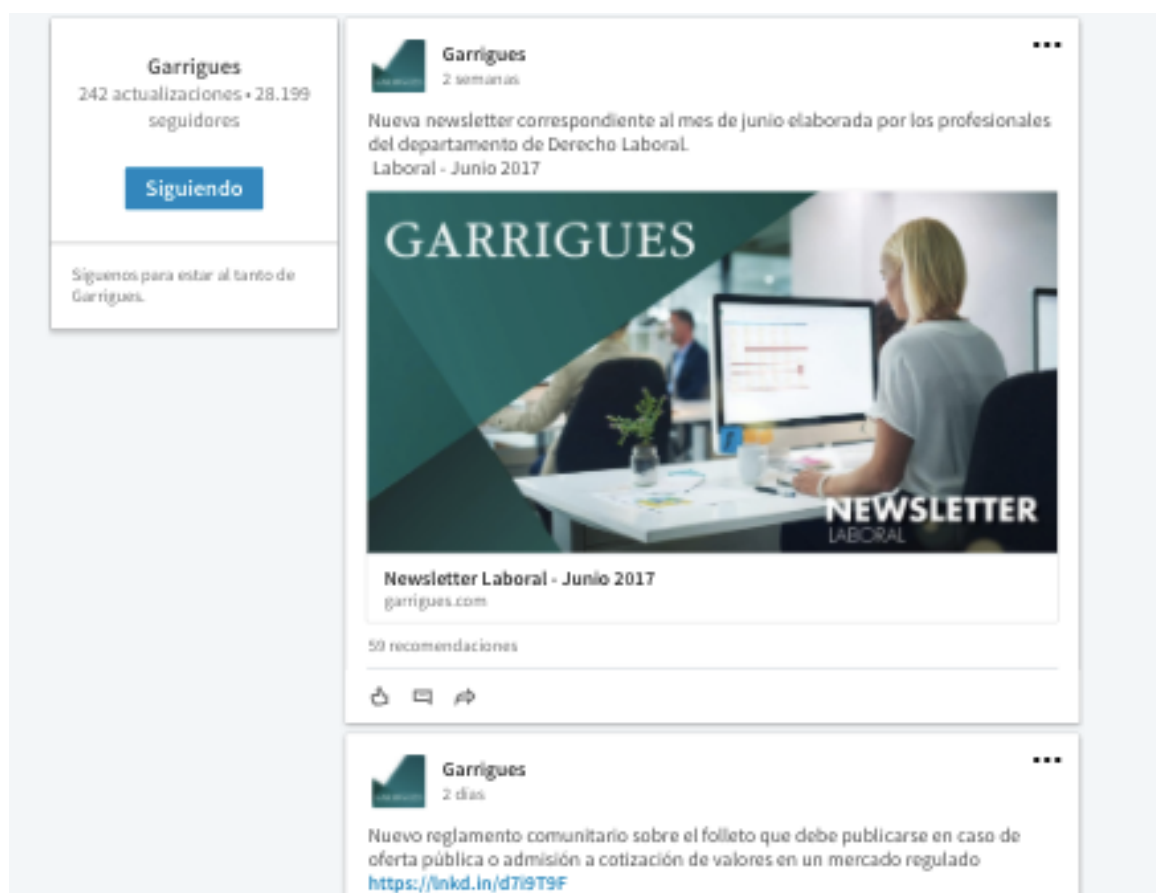 Garrigues
242 actualizaciones • 28.199
seguidores
Siguiendo
Síguenos para estar al tanto de
Garrigues.
Garrigues
2 semanas
Nueva newsletter correspondiente al mes de junio elaborada por los profesionales
del departamento de Derecho Laboral.
Laboral - Junio 2017
GARRIGUES
NEWSLETTER
LABORAL
Newsletter Laboral - Junio 2017
garrigues.com
59 recomendaciones
Garrigues
2 días
Nuevo reglamento comunitario sobre el folleto que debe publicarse en caso de
oferta pública o admisión a cotización de valores en un mercado regulado
https://lnkd.in/d7i9T9F